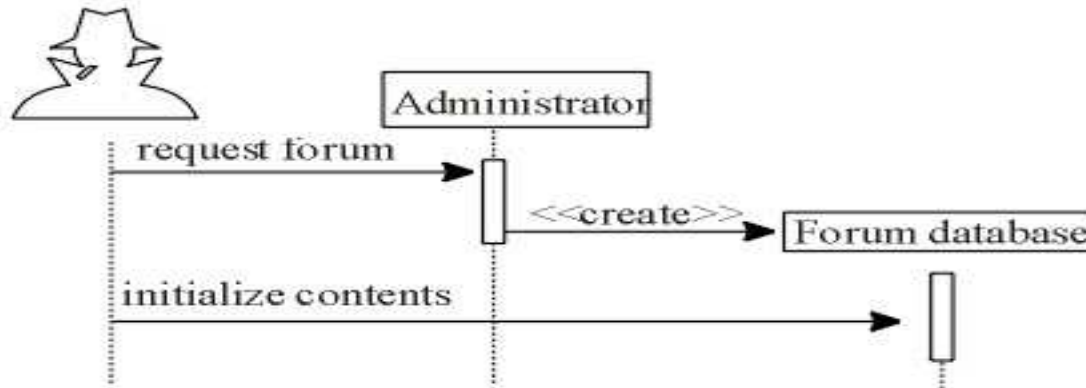 Administrator
request forum
<<create>>
Forum database
initialize contents